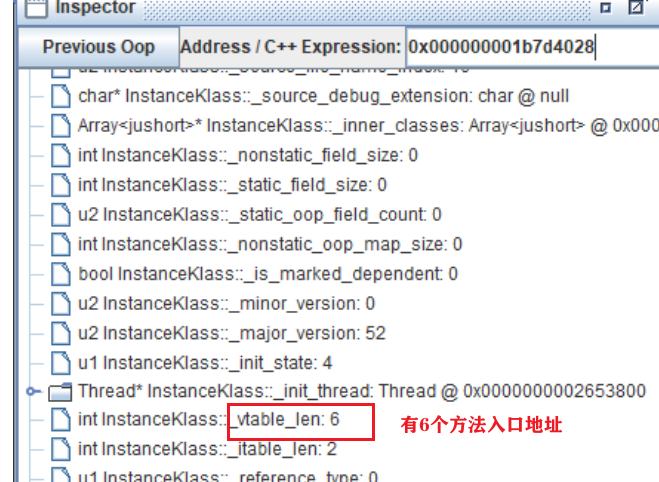 Inspector
Previous Oop Address / C++ Expression: 0x000000001b7d4028
char* InstanceKlass::_source_debug_extension: char @ null
Array<jushort>* InstanceKlass::_inner_classes: Array<jushort> @ 0x000
int InstanceKlass::_nonstatic_field_size: 0
int InstanceKlass::_static_field_size: 0
u2 InstanceKlass::_static_oop_field_count: 0
int InstanceKlass::_nonstatic_oop_map_size: 0
bool InstanceKlass::_is_marked_dependent: 0
u2 InstanceKlass::_minor_version: 0
u2 InstanceKlass::_major_version: 52
u1 InstanceKlass::_init_state: 4
Thread* InstanceKlass::_init_thread: Thread @ 0x0000000002653800
int InstanceKlass::_vtable_len: 6 有6个方法入口地址
int InstanceKlass::_itable_len: 2
u1 InstanceKlass::_reference_type: 0